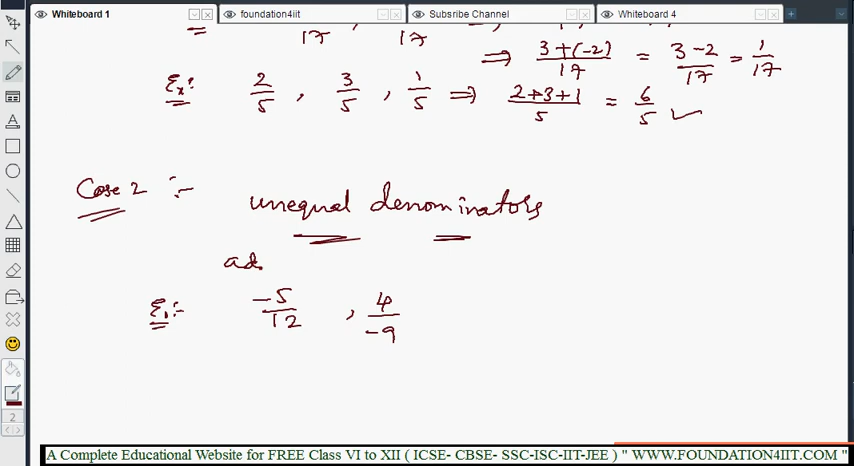 Whiteboard 1 foundation4iit Subsribe Channel Whiteboard 4
= 17 , 17
⇒ 3+(-2)/17 = 3-2/17 = 1/17
Ex: 2/5 , 3/5 , 1/5 ⇒ 2+3+1/5 = 6/5 ✓
Case 2 :-
unequal denominators
ad.
E1:- -5/12 , 4/-9
2
A Complete Educational Website for FREE Class VI to XII ( ICSE- CBSE- SSC-ISC-IIT-JEE ) " WWW.FOUNDATION4IIT.COM "